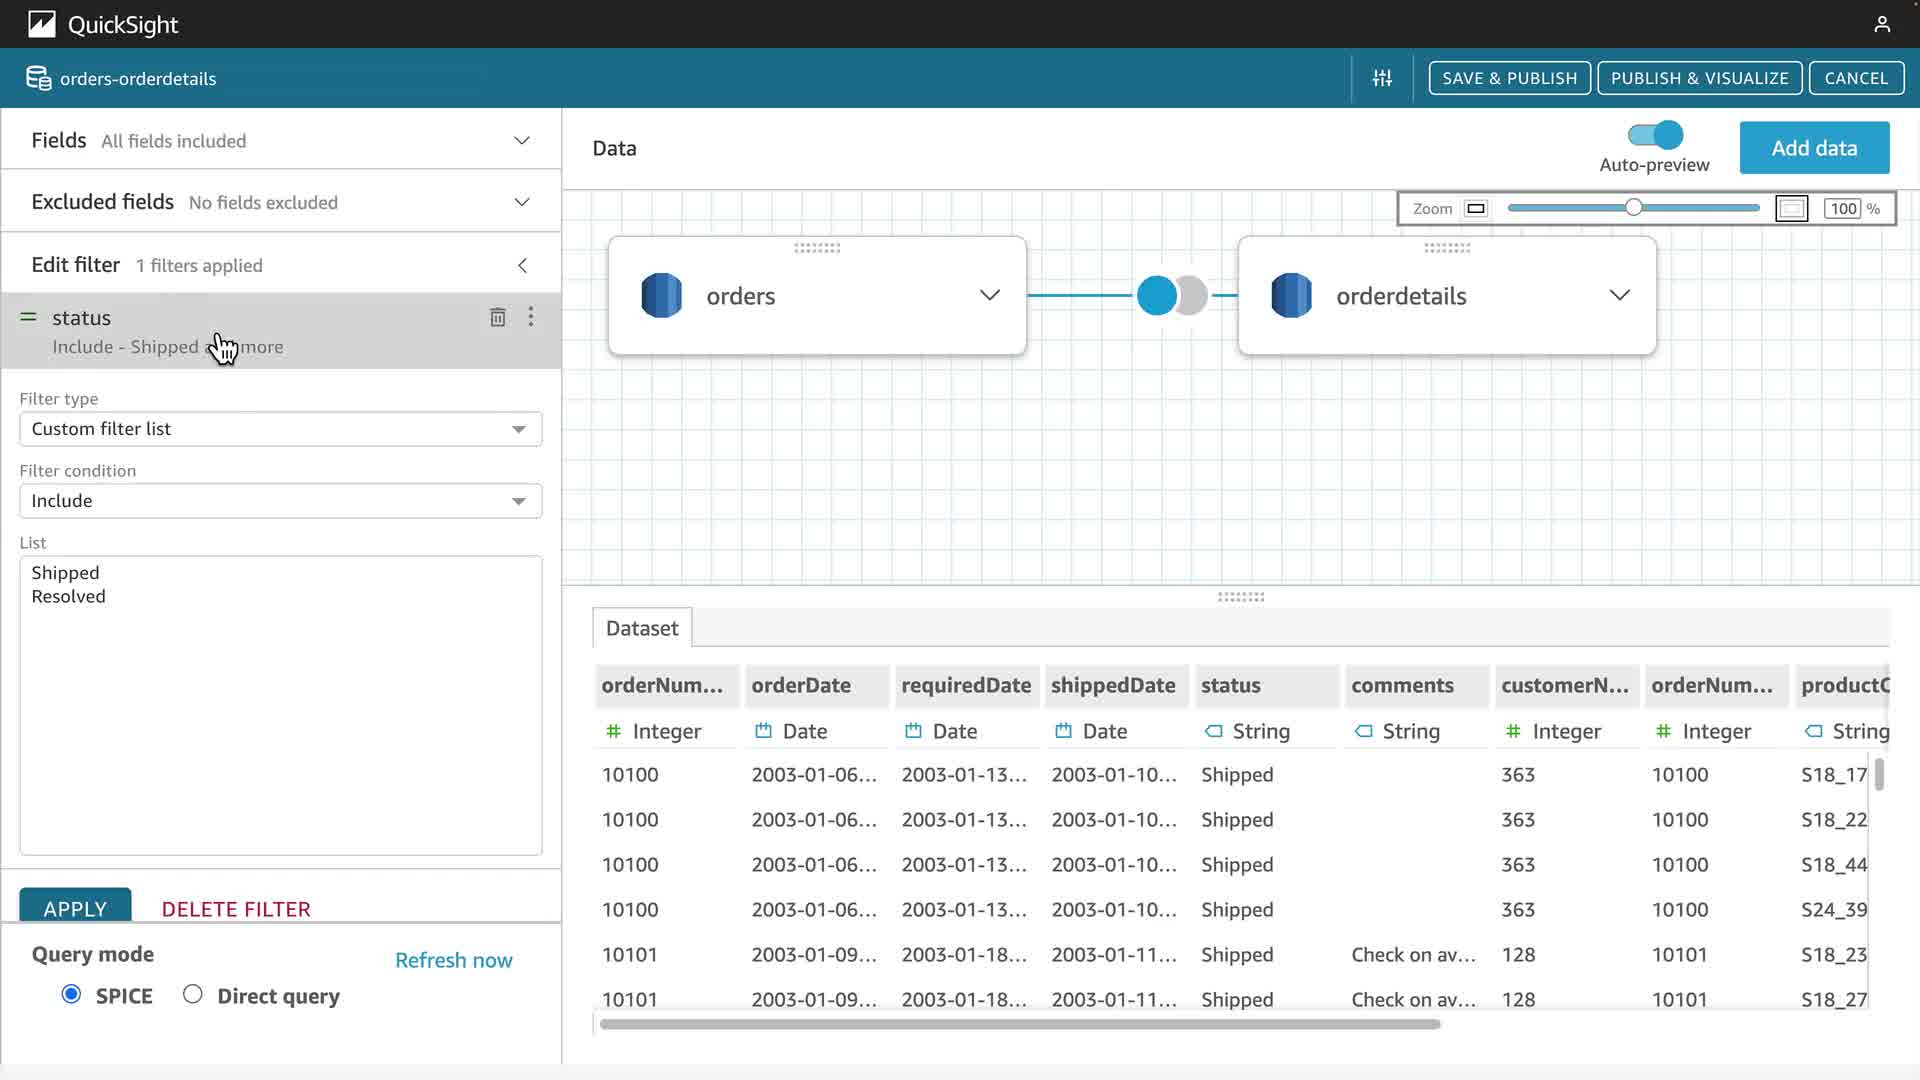 QuickSight
orders-orderdetails
SAVE & PUBLISH
PUBLISH & VISUALIZE
CANCEL
Fields All fields included
Excluded fields No fields excluded
Edit filter 1 filters applied
status
Include - Shipped more
Filter type
Custom filter list
Filter condition
Include
List
Shipped
Resolved
APPLY DELETE FILTER
Query mode
Refresh now
SPICE Direct query
Data
Auto-preview
Add data
Zoom 100 %
orders
orderdetails
Dataset
orderNum... orderDate requiredDate shippedDate status comments customerN... orderNum... productC
# Integer Date Date Date String String # Integer # Integer String
10100 2003-01-06... 2003-01-13... 2003-01-10... Shipped 363 10100 S18_17
10100 2003-01-06... 2003-01-13... 2003-01-10... Shipped 363 10100 S18_22
10100 2003-01-06... 2003-01-13... 2003-01-10... Shipped 363 10100 S18_44
10100 2003-01-06... 2003-01-13... 2003-01-10... Shipped 363 10100 S24_39
10101 2003-01-09... 2003-01-18... 2003-01-11... Shipped Check on av... 128 10101 S18_23
10101 2003-01-09... 2003-01-18... 2003-01-11... Shipped Check on av... 128 10101 S18_27